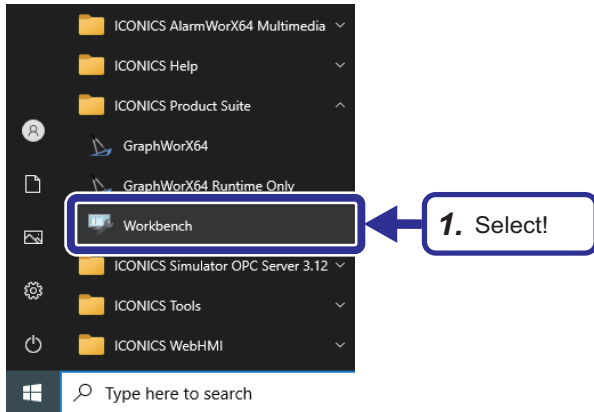 ICONICS AlarmWorX64 Multimedia
ICONICS Help
ICONICS Product Suite
GraphWorX64
GraphWorX64 Runtime Only
Workbench
1. Select!
ICONICS Simulator OPC Server 3.12
ICONICS Tools
ICONICS WebHMI
Type here to search